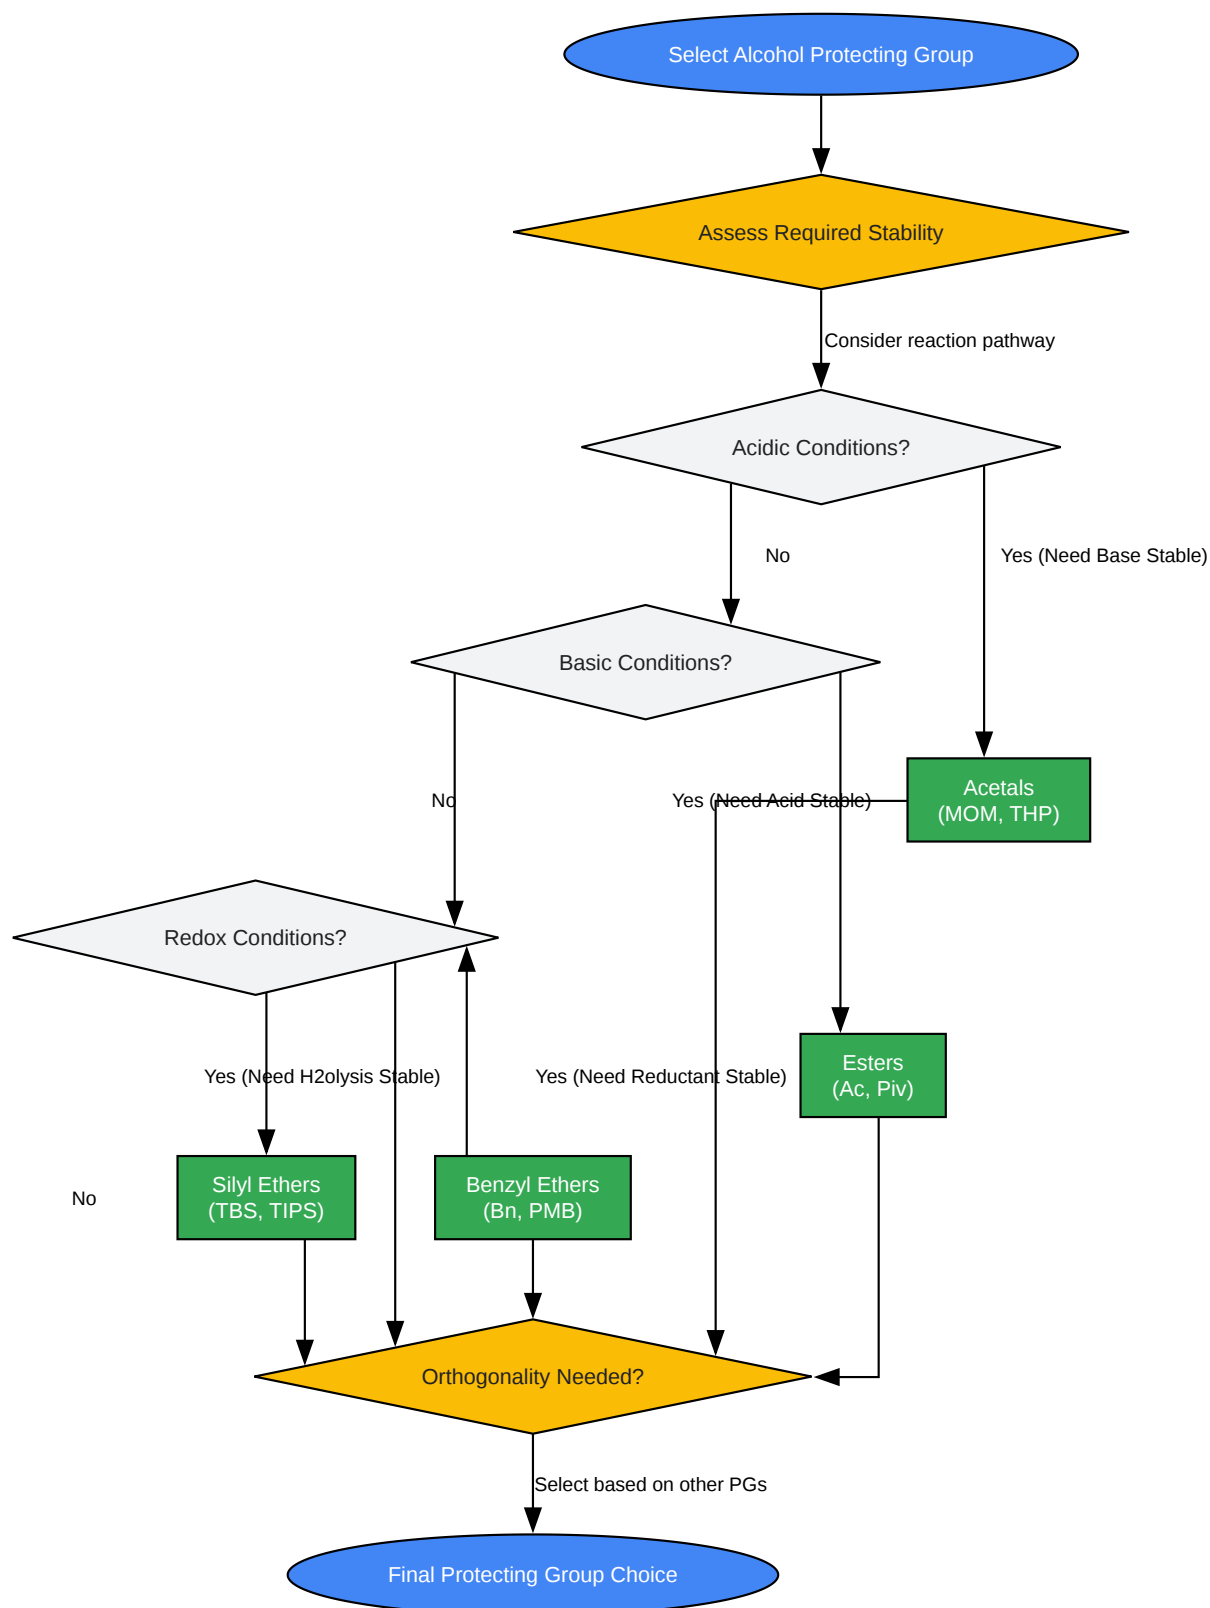 Select Alcohol Protecting Group
Assess Required Stability
Consider reaction pathway
Acidic Conditions?
No
Yes (Need Base Stable)
Basic Conditions?
No
Yes (Need Acid Stable)
Acetals
(MOM, THP)
Redox Conditions?
Yes (Need H2olysis Stable)
Yes (Need Reductant Stable)
Esters
(Ac, Piv)
No
Silyl Ethers
(TBS, TIPS)
Benzyl Ethers
(Bn, PMB)
Orthogonality Needed?
Select based on other PGs
Final Protecting Group Choice